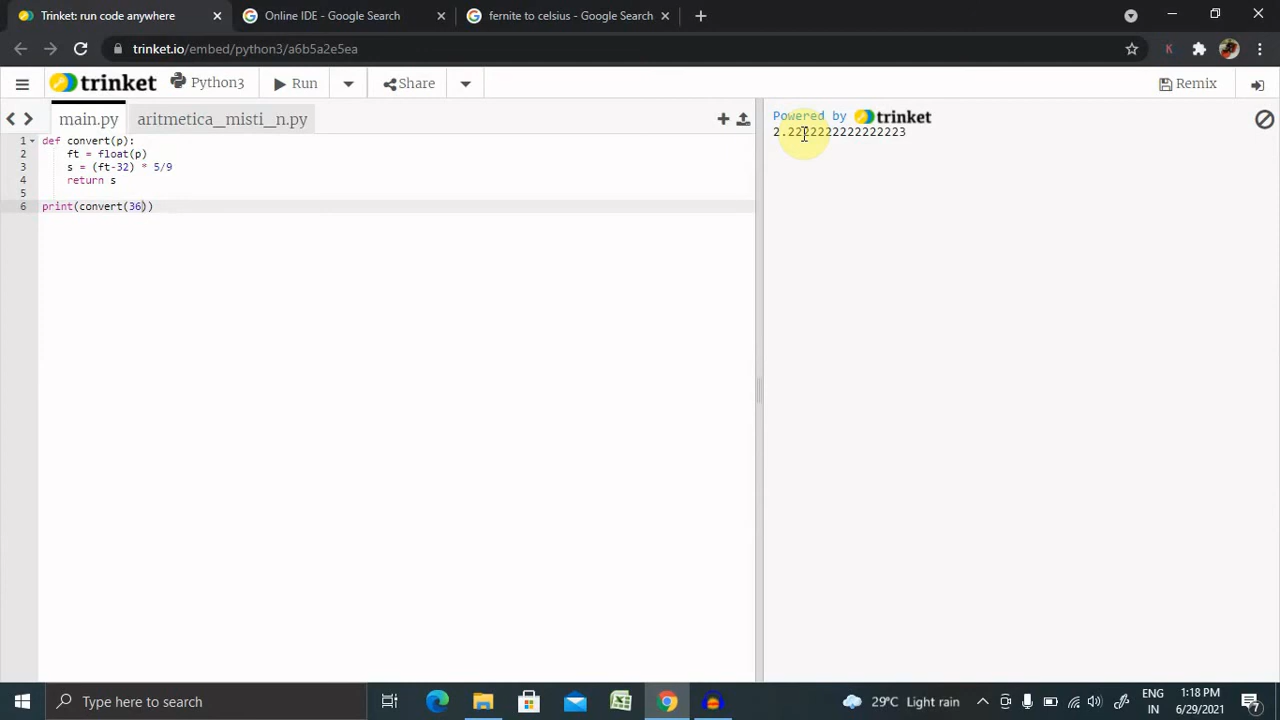 Trinket: run code anywhere
Online IDE - Google Search
fernite to celsius - Google Search
trinket.io/embed/python3/a6b5a2e5ea
trinket Python3 Run Share Remix
main.py aritmetica_misti_n.py
1 def convert(p):
2 ft = float(p)
3 s = (ft-32) * 5/9
4 return s
5
6 print(convert(36))
Powered by trinket
2.2222222222222223
Type here to search
29°C Light rain
ENG
IN
1:18 PM
6/29/2021
7